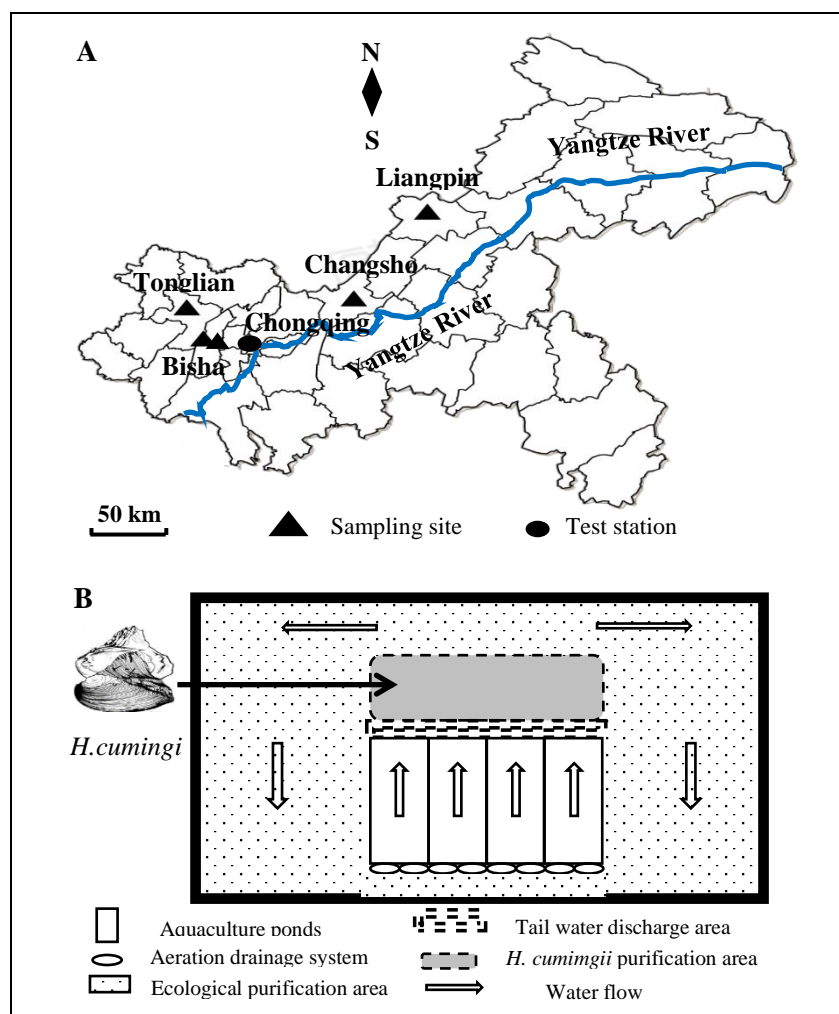 A
N
S
Yangtze River
Liangpin
Changsho
Tonglian
Chongqing
Yangtze River
Bisha
50 km
Sampling site
Test station
B
H.cumingi
Aquaculture ponds
Tail water discharge area
Aeration drainage system
H. cumimgii purification area
Ecological purification area
Water flow